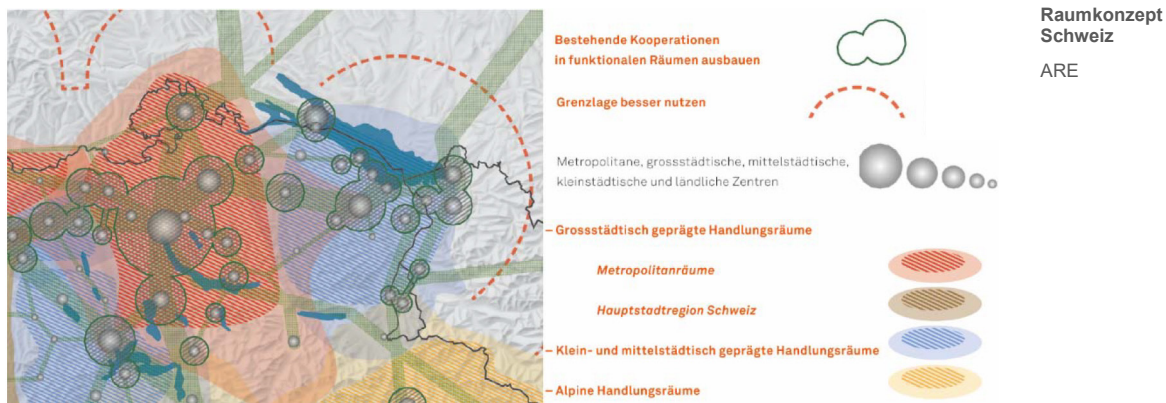 Bestehende Kooperationen
in funktionalen Räumen ausbauen
Grenzlage besser nutzen
Metropolitane, grossstädtische, mittelstädtische,
kleinstädtische und ländliche Zentren
– Grossstädtisch geprägte Handlungsräume
Metropolitanräume
Hauptstadtregion Schweiz
– Klein- und mittelstädtisch geprägte Handlungsräume
– Alpine Handlungsräume
Raumkonzept
Schweiz
ARE